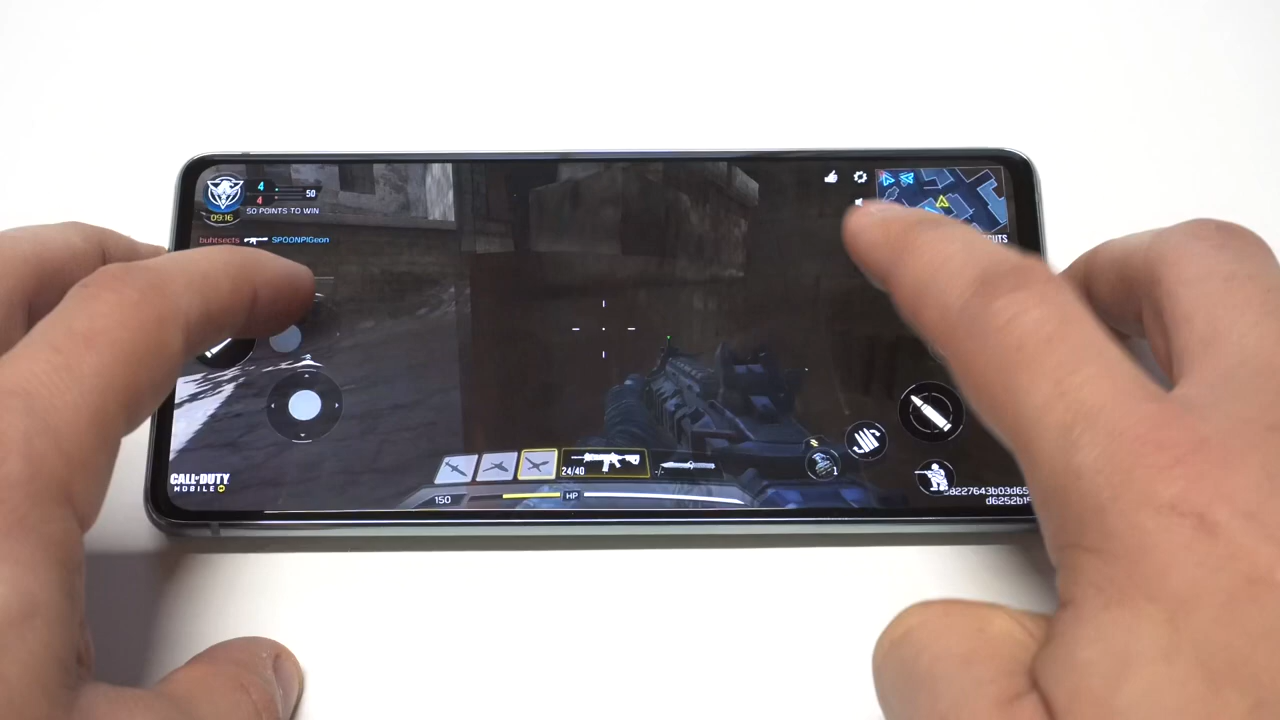 4
50
4
09:16
50 POINTS TO WIN
buhtsects SPOONPIGeon
CALL OF DUTY
MOBILE
24/40
150
HP
1